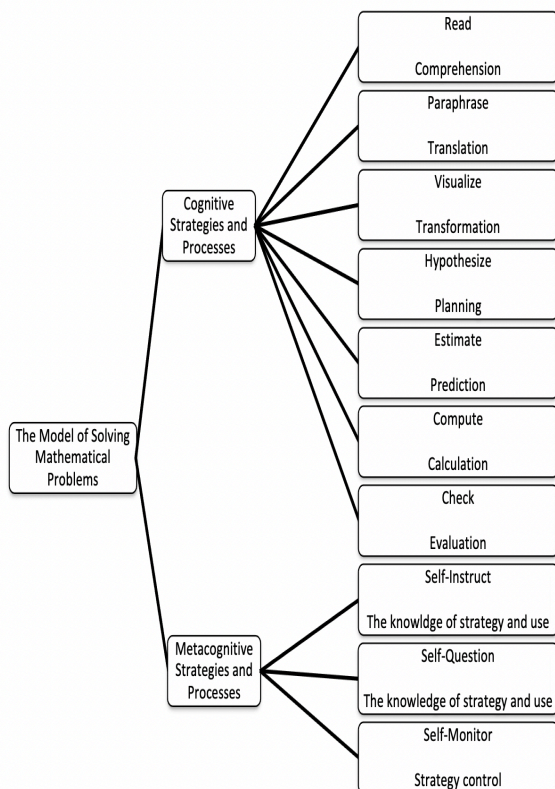 The Model of Solving
Mathematical
Problems
Cognitive
Strategies and
Processes
Read
Comprehension
Paraphrase
Translation
Visualize
Transformation
Hypothesize
Planning
Estimate
Prediction
Compute
Calculation
Check
Evaluation
Metacognitive
Strategies and
Processes
Self-Instruct
The knowldge of strategy and use
Self-Question
The knowledge of strategy and use
Self-Monitor
Strategy control